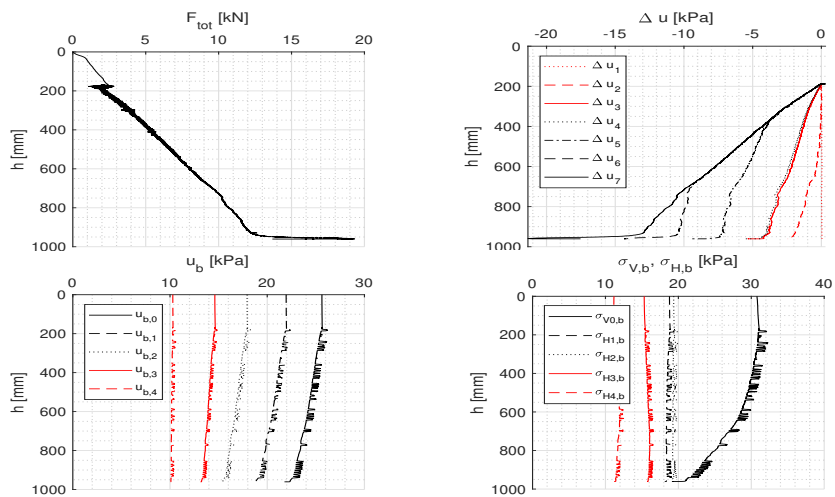 F_tot [kN]
0 5 10 15 20
0
200
400
600
800
1000
h [mm]
Δ u [kPa]
-20 -15 -10 -5 0
0
200
400
600
800
1000
h [mm]
Δ u_1
Δ u_2
Δ u_3
Δ u_4
Δ u_5
Δ u_6
Δ u_7
u_b [kPa]
0 10 20 30
0
200
400
600
800
1000
h [mm]
u_b,0
u_b,1
u_b,2
u_b,3
u_b,4
σ_V,b, σ_H,b [kPa]
0 10 20 30 40
0
200
400
600
800
1000
h [mm]
σ_V0,b
σ_H1,b
σ_H2,b
σ_H3,b
σ_H4,b